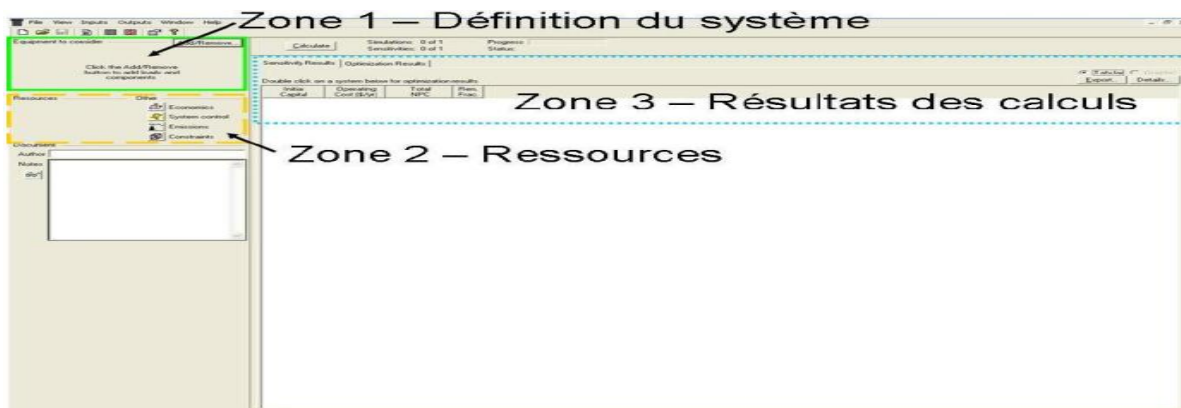 Zone 1 – Définition du système
File View Inputs Outputs Window Help
Equipment to consider Add/Remove...
Click the Add/Remove
button to add loads and
components
Calculate
Simulations: 0 of 1 Progress:
Sensitivities: 0 of 1 Status:
Sensitivity Results Optimization Results
Double click on a system below for optimization results.
Export... Details...
Initial Capital
Operating Cost ($/yr)
Total NPC
Ren. Frac.
Zone 3 – Résultats des calculs
Resources Other
Economics
System control
Emissions
Constraints
Zone 2 – Ressources
Document
Author
Notes